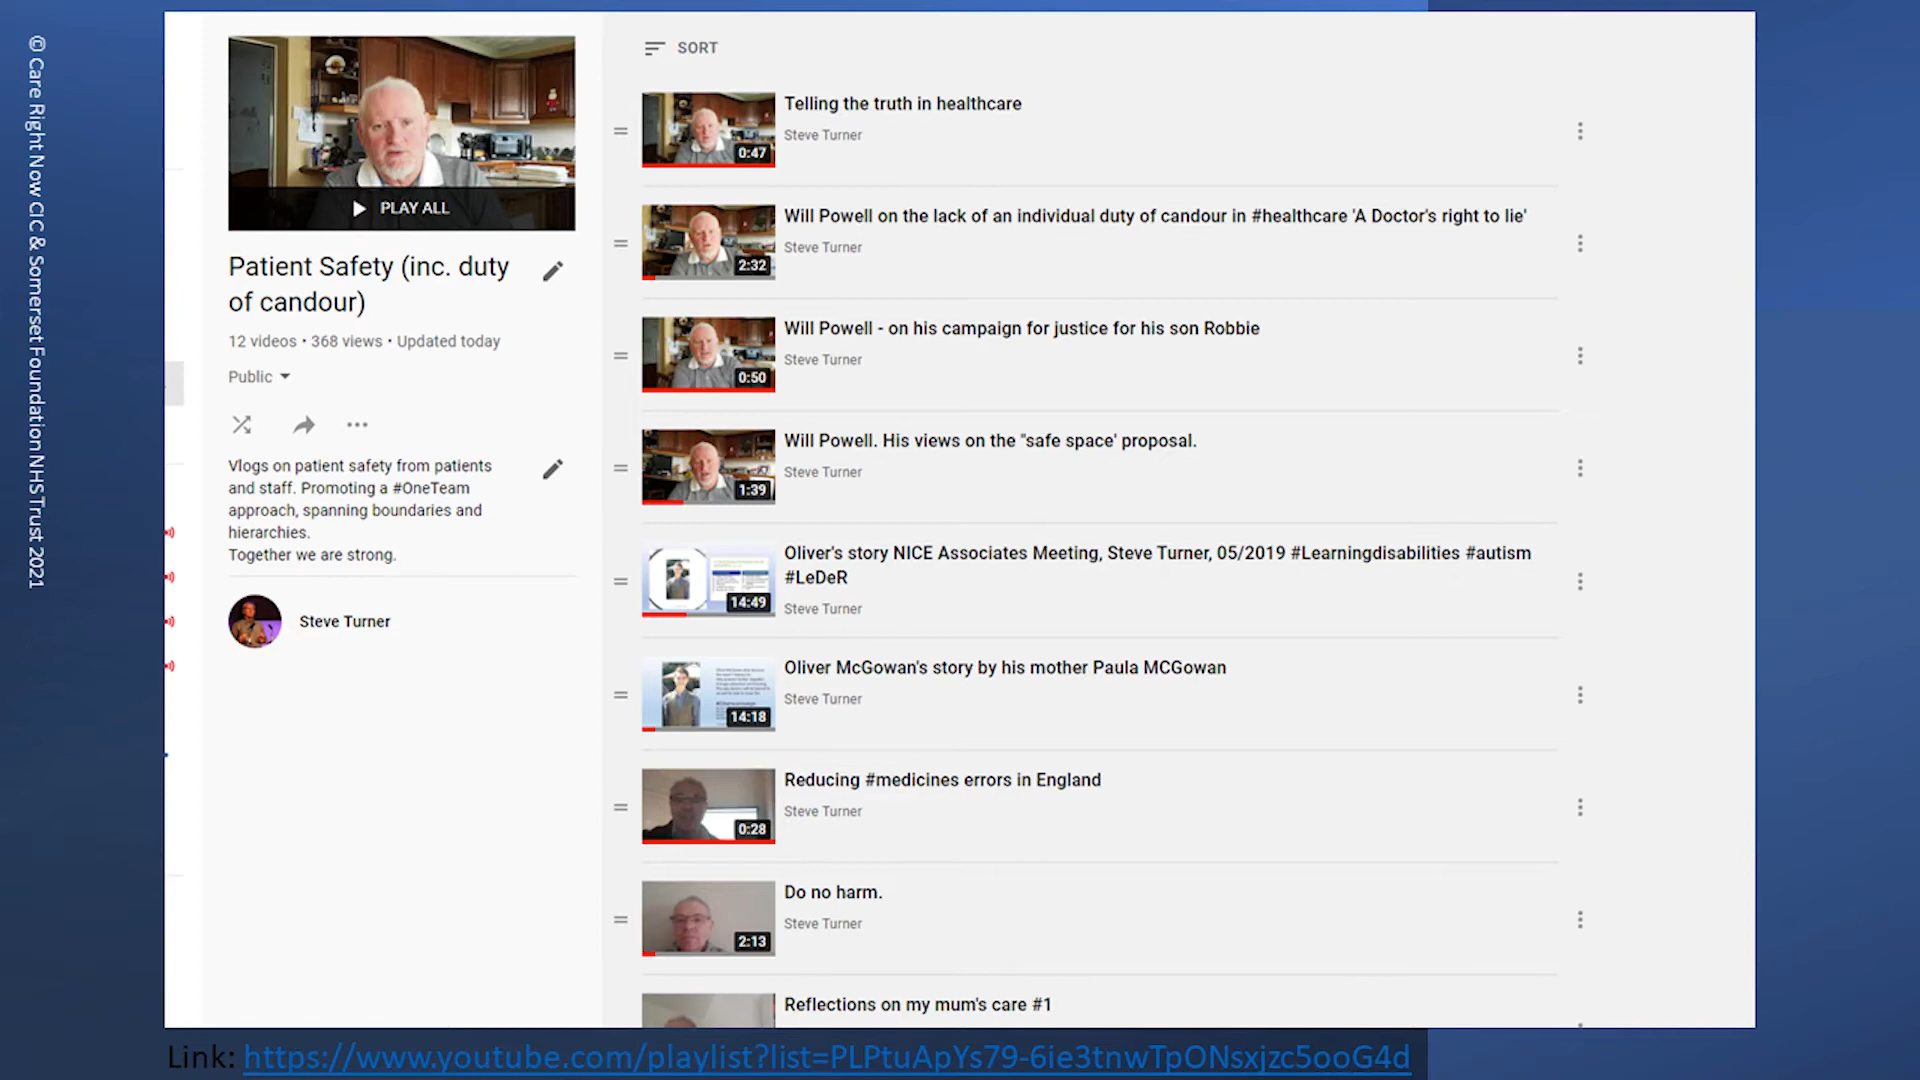 © Care Right Now CIC & Somerset Foundation NHS Trust 2021
PLAY ALL
Patient Safety (inc. duty
of candour)
12 videos • 368 views • Updated today
Public
Vlogs on patient safety from patients
and staff. Promoting a #OneTeam
approach, spanning boundaries and
hierarchies.
Together we are strong.
Steve Turner
SORT
Telling the truth in healthcare
Steve Turner
0:47
Will Powell on the lack of an individual duty of candour in #healthcare 'A Doctor's right to lie'
Steve Turner
2:32
Will Powell - on his campaign for justice for his son Robbie
Steve Turner
0:50
Will Powell. His views on the "safe space' proposal.
Steve Turner
1:39
Oliver's story NICE Associates Meeting, Steve Turner, 05/2019 #Learningdisabilities #autism
#LeDeR
Steve Turner
14:49
Oliver McGowan's story by his mother Paula MCGowan
Steve Turner
14:18
Reducing #medicines errors in England
Steve Turner
0:28
Do no harm.
Steve Turner
2:13
Reflections on my mum's care #1
Link: https://www.youtube.com/playlist?list=PLPtuApYs79-6ie3tnwTpONsxjzc5ooG4d